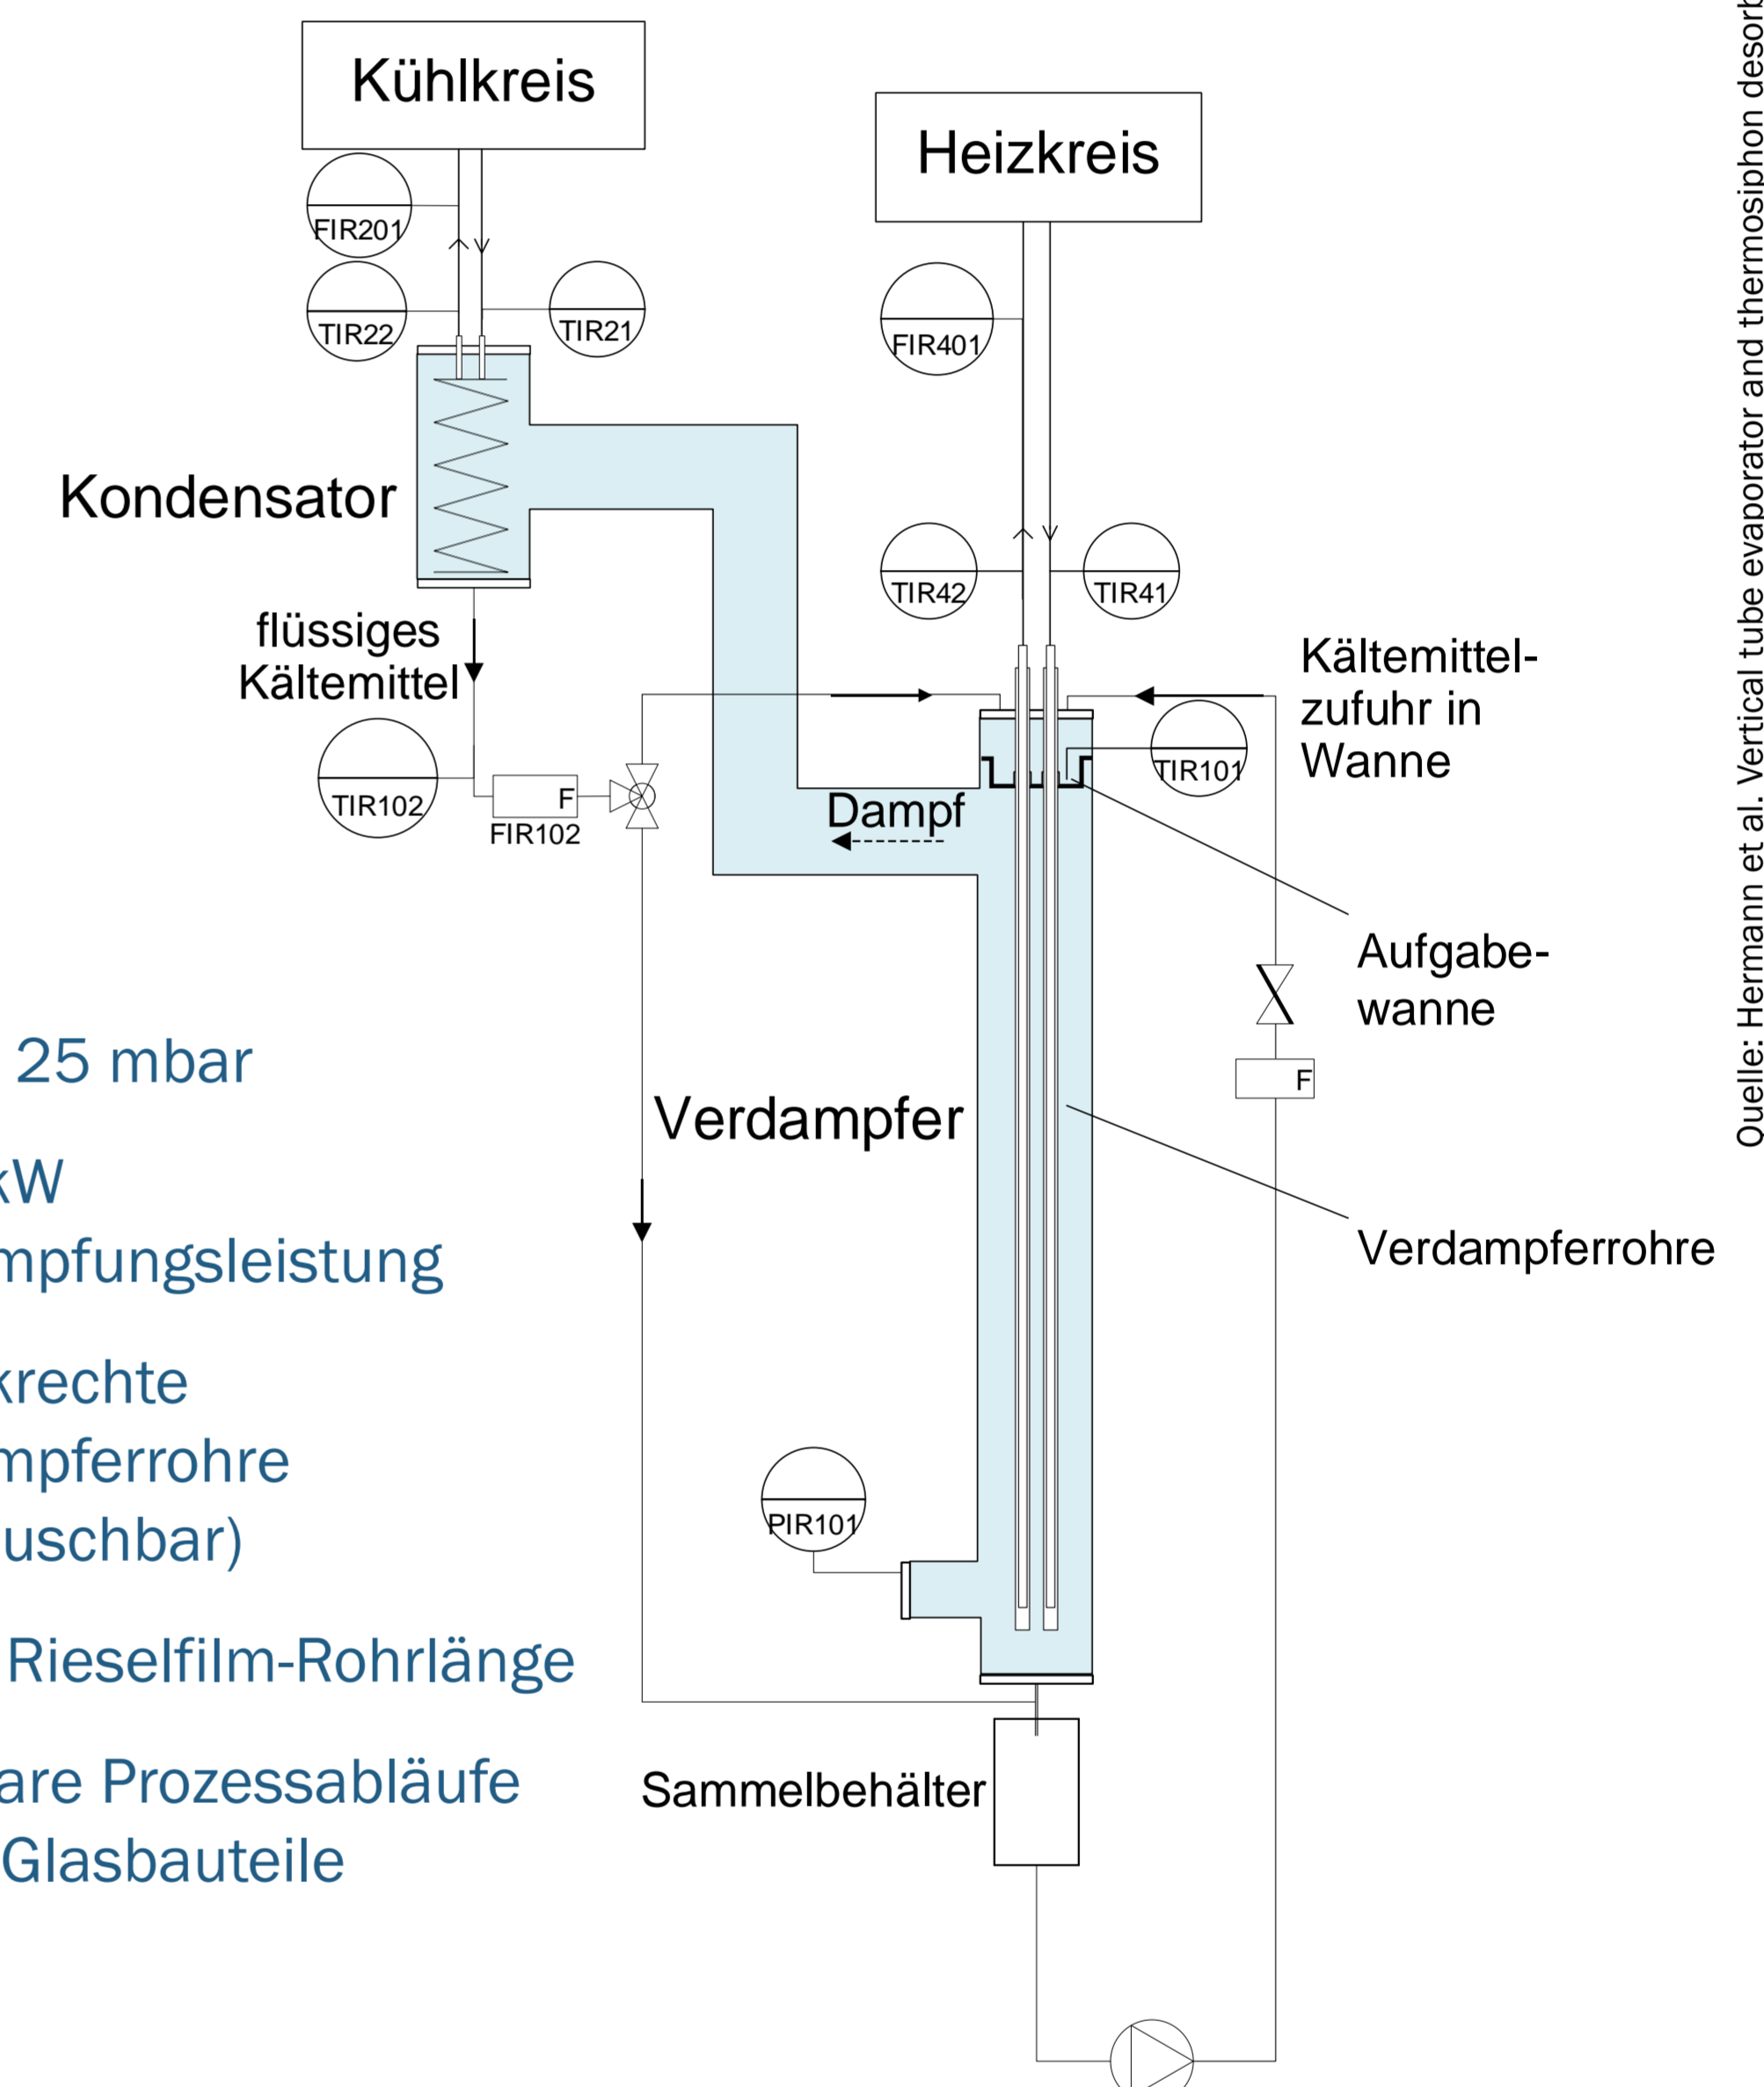 Kühlkreis
Heizkreis
FIR201
TIR22
TIR21
FIR401
Kondensator
TIR42
TIR41
flüssiges
Kältemittel
Kältemittel-
zufuhr in
Wanne
TIR101
TIR102
F
FIR102
Dampf
Aufgabe-
wanne
F
25 mbar
Verdampfer
kW
mpfungsleistung
Verdampferrohre
krechte
mpferrohre
uschbar)
PIR101
Rieselfilm-Rohrlänge
are Prozessabläufe
Glasbauteile
Sammelbehälter
Quelle: Hermann et al. Vertical tube evaporator and thermosiphon desorb